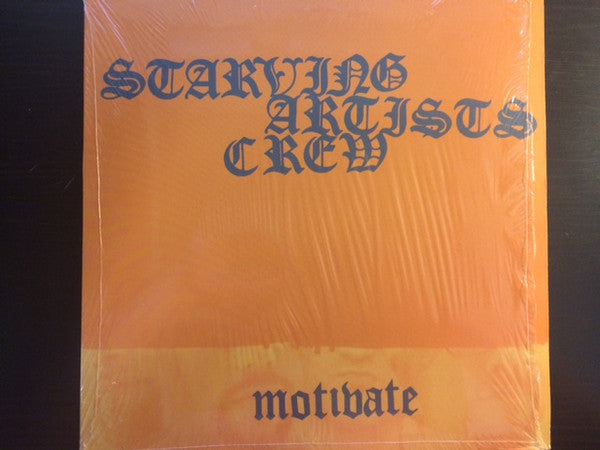 STARVING
ARTISTS
CREW
motivate